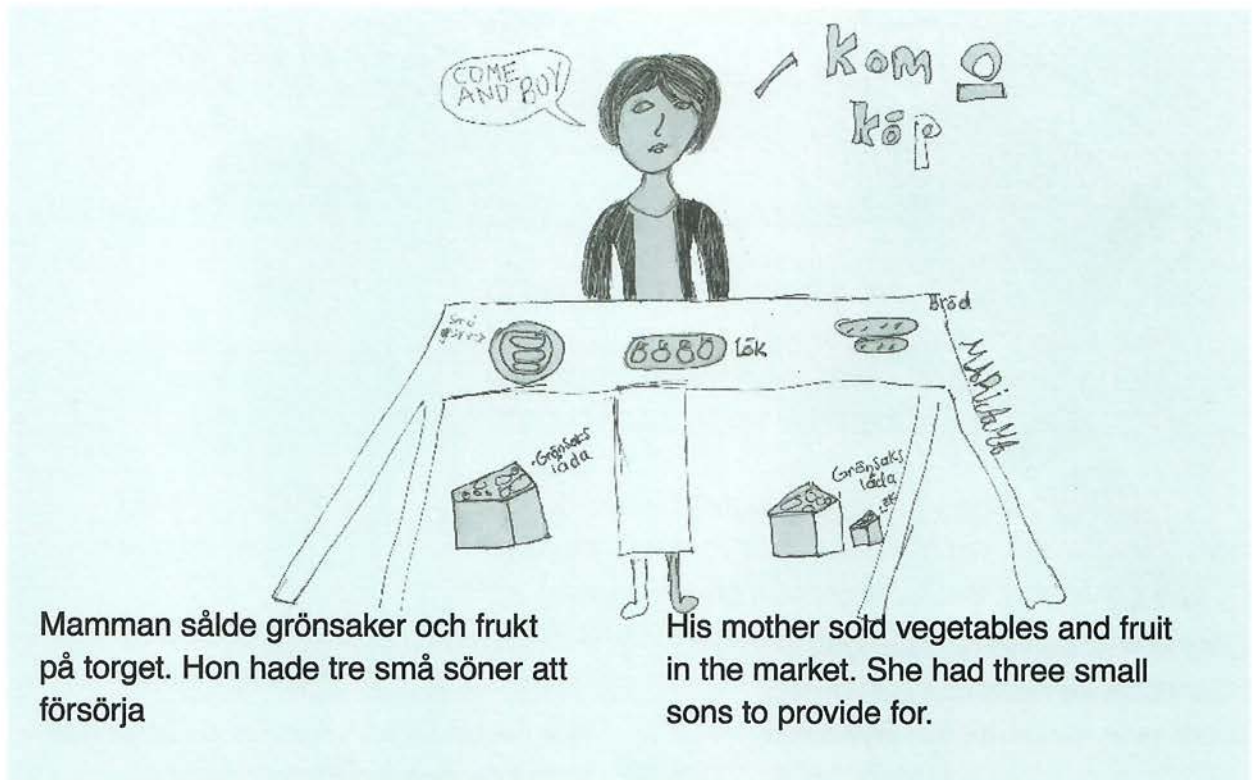 COME
AND BUY
Kom O
köp
Bröd
Lök
Grönsaks
låda
Grönsaks
låda
Mamman sålde grönsaker och frukt
på torget. Hon hade tre små söner att
försörja
His mother sold vegetables and fruit
in the market. She had three small
sons to provide for.